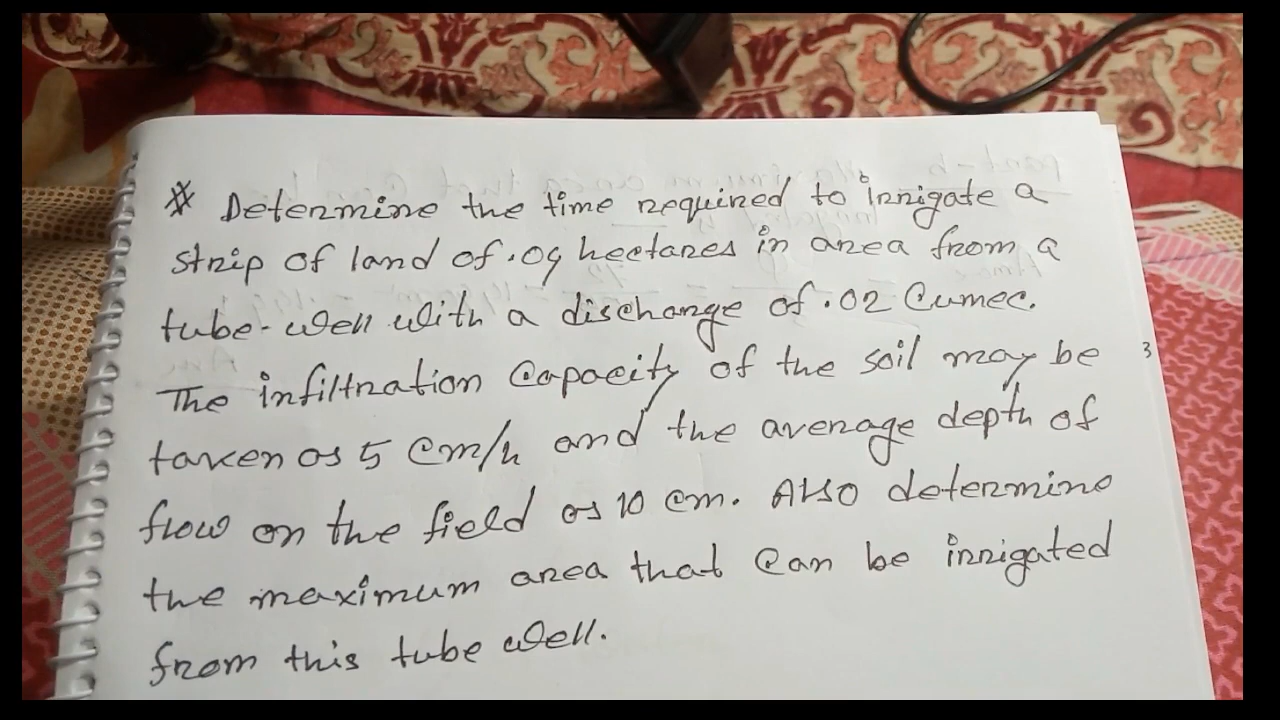 * Determine the time required to irrigate a
strip of land of .04 hectares in area from a
tube-well with a discharge of .02 Cumec.
The infiltration Capacity of the soil may be
taken as 5 cm/h and the average depth of
flow on the field as 10 cm. Also determine
the maximum area that can be irrigated
from this tube well.
3